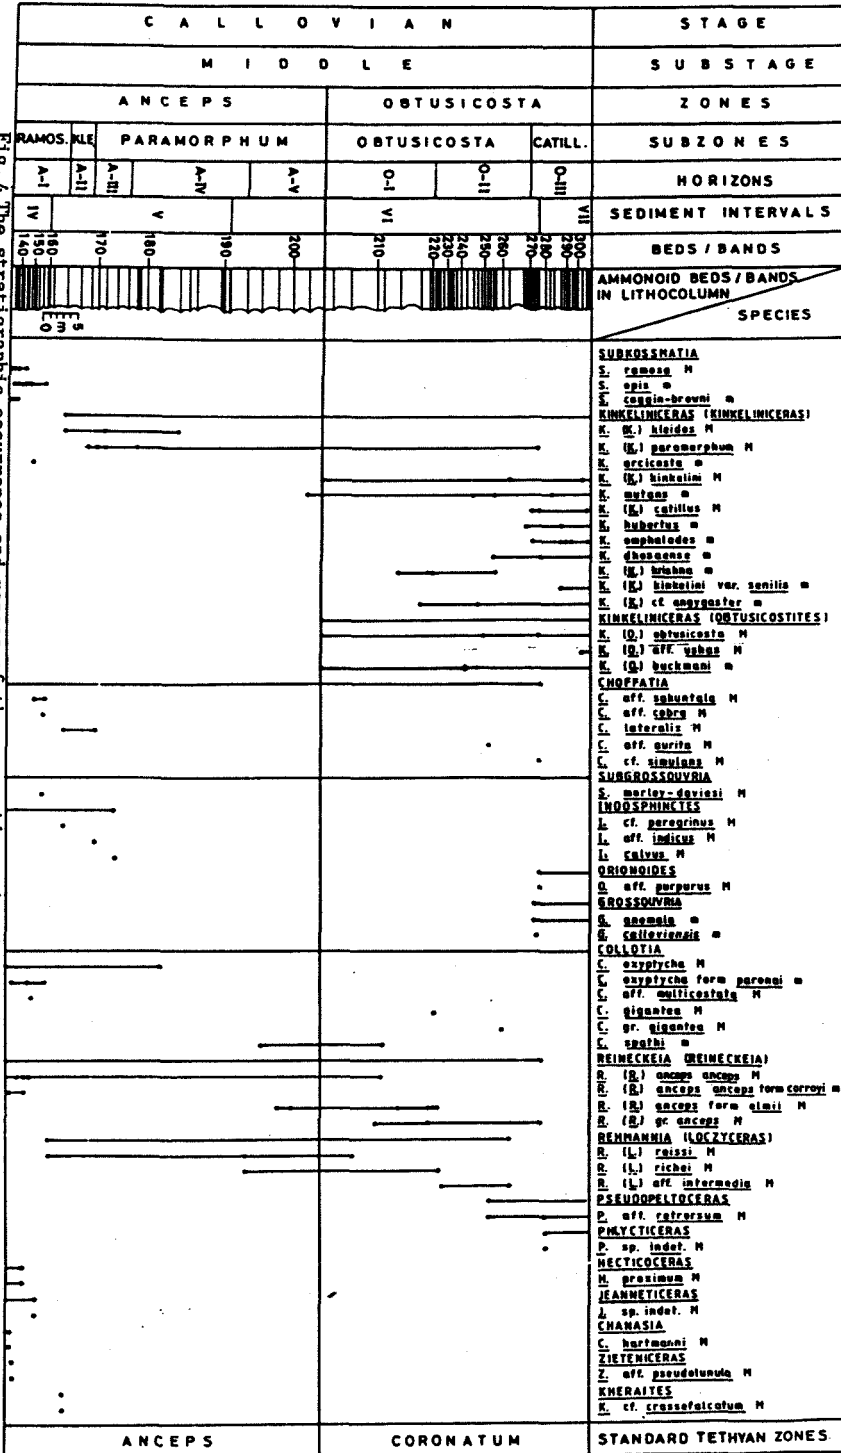 C A L L O V I A N STAGE
M I D D L E SUBSTAGE
ANCEPS OBTUSICOSTA ZONES
RAMOS. KLE PARAMORPHUM OBTUSICOSTA CATILL. SUBZONES
A-I A-II A-III A-IV A-V O-I O-II O-III HORIZONS
IV V VI VII SEDIMENT INTERVALS
140 150 160 170 180 190 200 210 220 230 240 250 260 270 280 290 300 BEDS / BANDS
AMMONOID BEDS / BANDS
IN LITHOCOLUMN
SPECIES
0 5 m
SUBKOSSMATIA
S. ramosa M
S. opis m
S. coggin-browni m
KINKELINICERAS (KINKELINICERAS)
K. (K.) kleidos M
K. (K.) paramorphum M
K. arcicosta m
K. (K.) kinkelini M
K. mutans m
K. (K.) catillus M
K. hubertus m
K. omphalodes m
K. dhosaense m
K. (K.) krishna m
K. (K.) kinkelini var. senilis m
K. (K.) cf. angygaster m
KINKELINICERAS (OBTUSICOSTITES)
K. (O.) obtusicosta M
K. (O.) aff. ushas M
K. (O.) buckmani m
CHOFFATIA
C. aff. sakuntala M
C. aff. cobra M
C. lateralis M
C. aff. aurita M
C. cf. simulans M
SUBGROSSOUVRIA
S. morley-daviesi M
INDOSPHINCTES
I. cf. peregrinus M
I. aff. indicus M
I. calvus M
ORIONOIDES
O. aff. purpurus M
GROSSOUVRIA
G. anomala m
G. calloviensis m
COLLOTIA
C. oxyptycha M
C. oxyptycha form paronai m
C. aff. multicostata M
C. gigantea M
C. gr. gigantea M
C. spathi m
REINECKEIA (REINECKEIA)
R. (R.) anceps anceps M
R. (R.) anceps anceps form corroyi m
R. (R.) anceps form elmii M
R. (R.) gr. anceps M
REHMANNIA (LOCZYCERAS)
R. (L.) reissi M
R. (L.) richei M
R. (L.) aff. intermedia M
PSEUDOPELTOCERAS
P. aff. retrorsum M
PHLYCTICERAS
P. sp. indet. M
HECTICOCERAS
H. proximum M
JEANNETICERAS
J. sp. indet. M
CHANASIA
C. hartmanni M
ZIETENICERAS
Z. aff. pseudolunula M
KHERAITES
K. cf. crassefalcatum M
ANCEPS CORONATUM STANDARD TETHYAN ZONES
Fig. The stratigraphic occurrence and